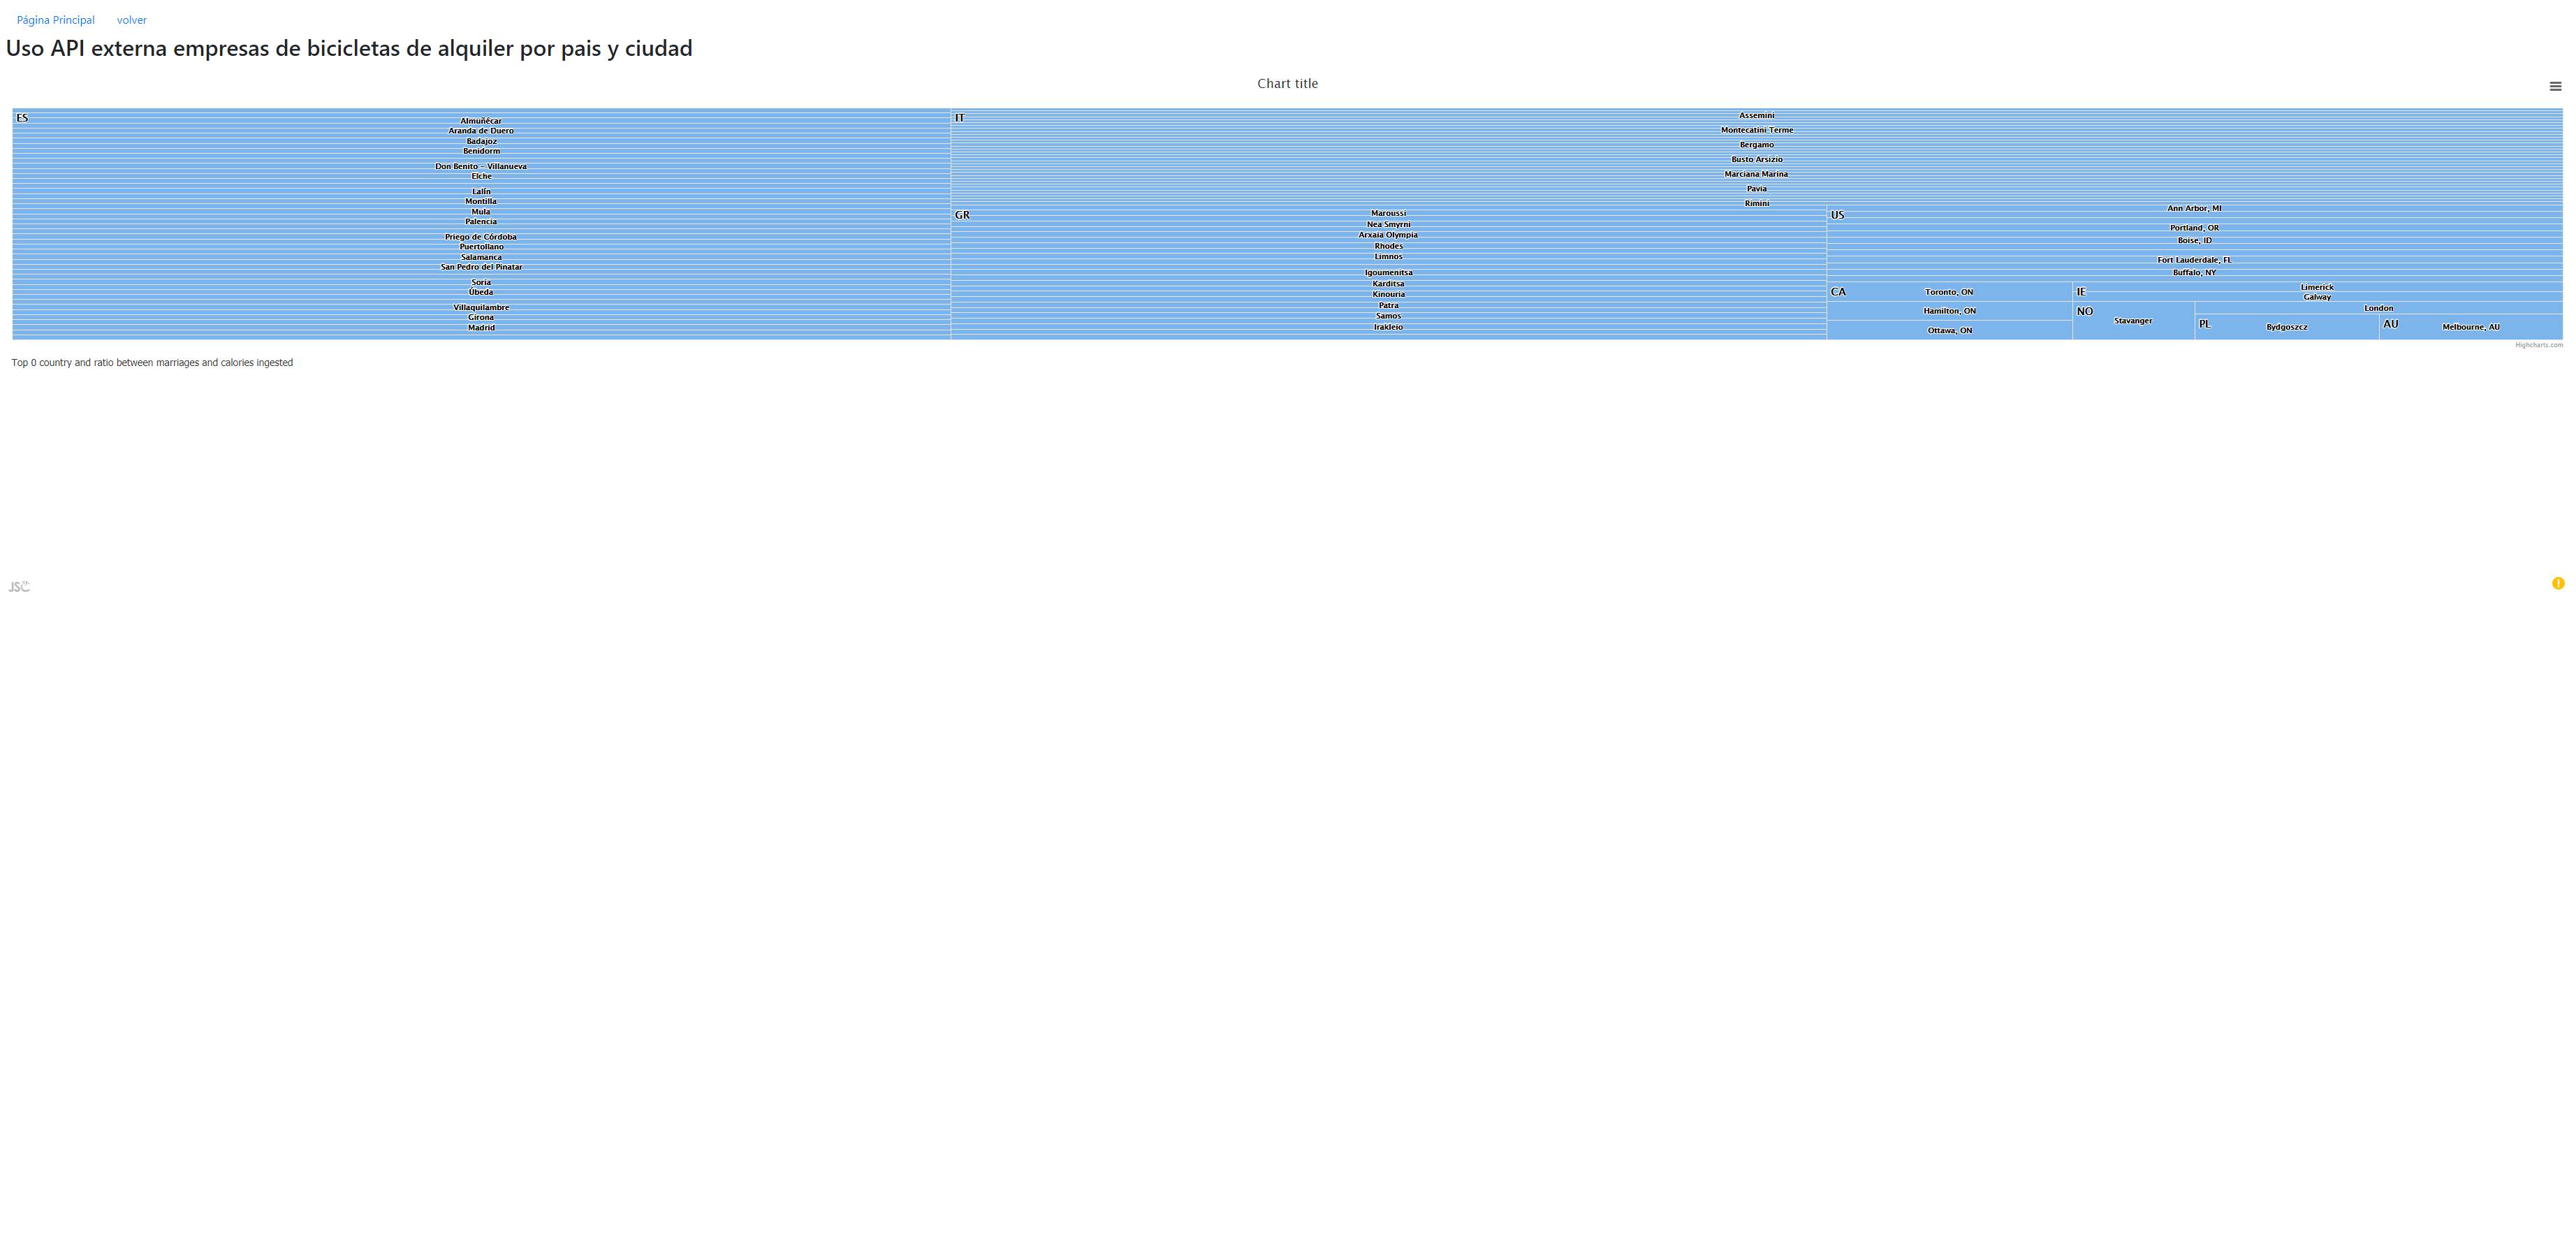 Página Principal volver
Uso API externa empresas de bicicletas de alquiler por pais y ciudad
Chart title
ES
Almuñécar
Aranda de Duero
Badajoz
Benidorm
Don Benito - Villanueva
Elche
Lalín
Montilla
Mula
Palencia
Priego de Córdoba
Puertollano
Salamanca
San Pedro del Pinatar
Soria
Úbeda
Villaquilambre
Girona
Madrid
IT
Assemini
Montecatini Terme
Bergamo
Busto Arsizio
Marciana Marina
Pavia
Rimini
GR
Maroussi
Nea Smyrni
Arxaia Olympia
Rhodes
Limnos
Igoumenitsa
Karditsa
Kinouria
Patra
Samos
Irakleio
US
Ann Arbor, MI
Portland, OR
Boise, ID
Fort Lauderdale, FL
Buffalo, NY
CA
Toronto, ON
Hamilton, ON
Ottawa, ON
IE
Limerick
Galway
NO
Stavanger
London
PL
Bydgoszcz
AU
Melbourne, AU
Highcharts.com
Top 0 country and ratio between marriages and calories ingested
JSC